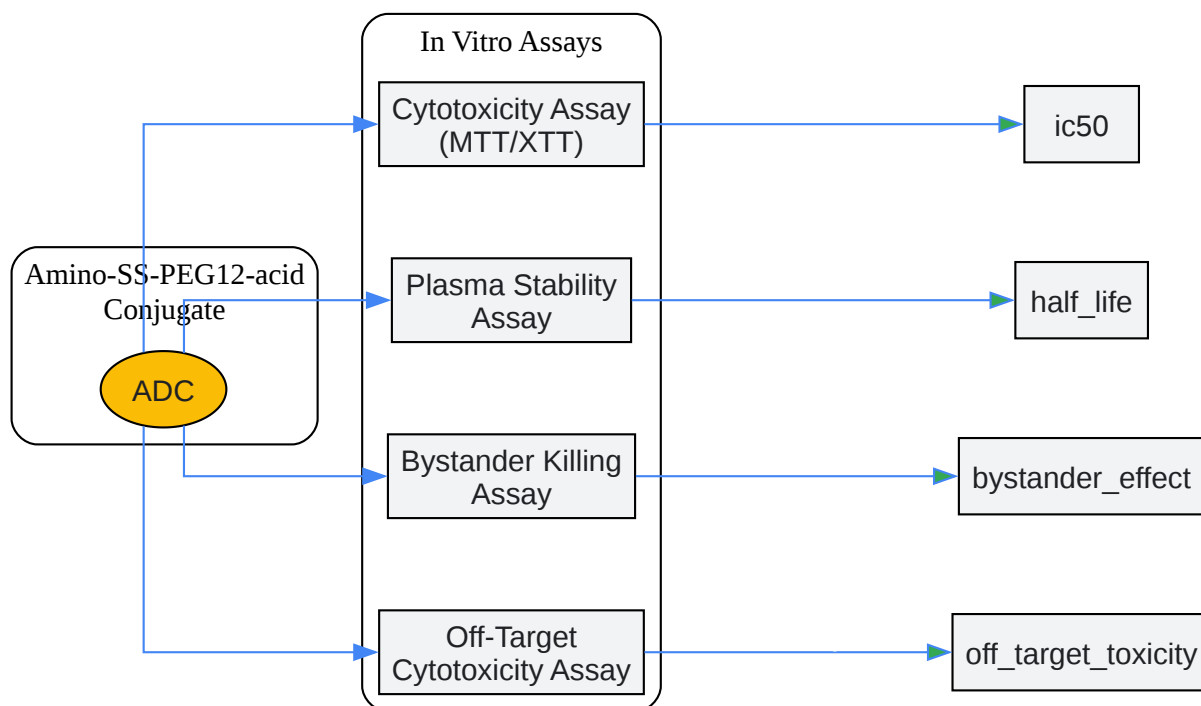 In Vitro Assays
Cytotoxicity Assay
(MTT/XTT)
ic50
Amino-SS-PEG12-acid
Conjugate
ADC
Plasma Stability
Assay
half_life
Bystander Killing
Assay
bystander_effect
Off-Target
Cytotoxicity Assay
off_target_toxicity